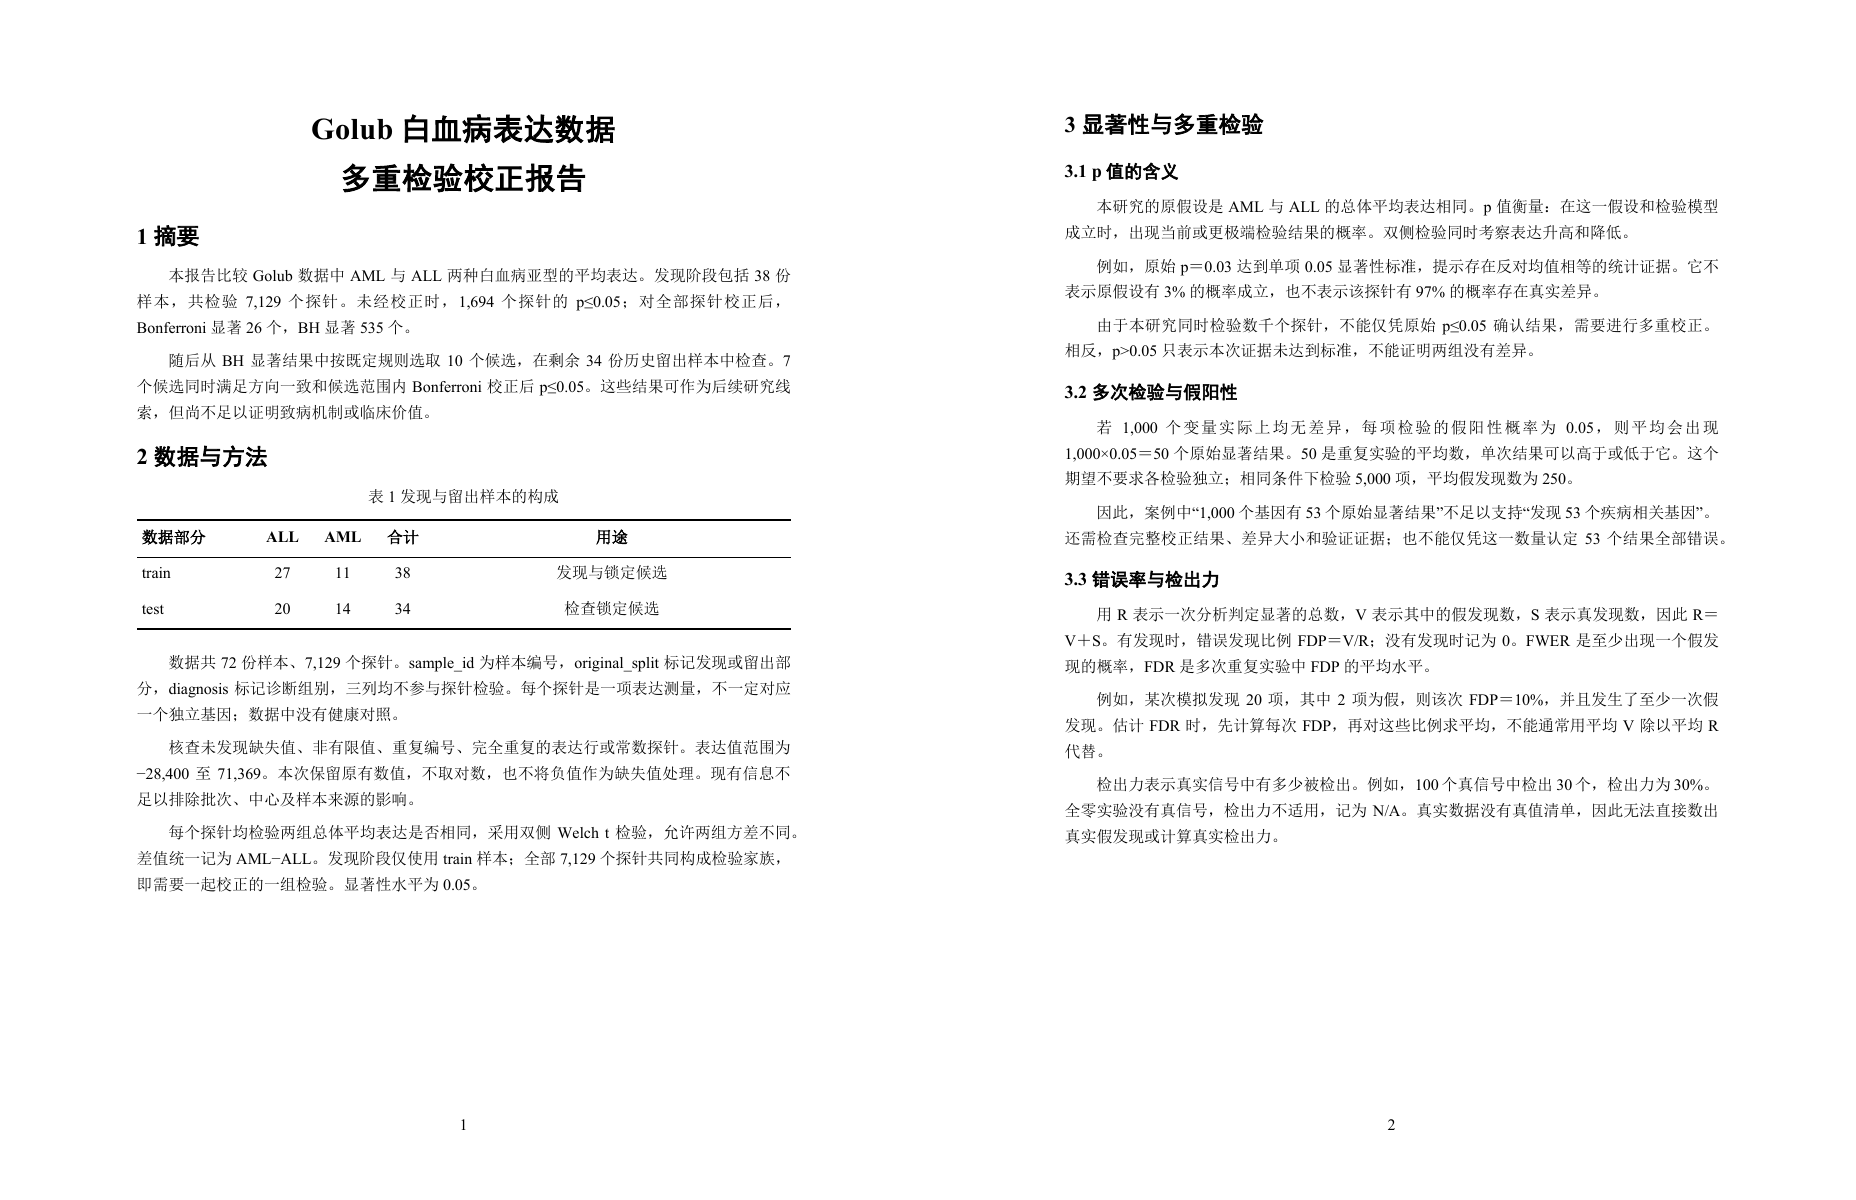 Golub 白血病表达数据
多重检验校正报告
1 摘要
本报告比较 Golub 数据中 AML 与 ALL 两种白血病亚型的平均表达。发现阶段包括 38 份
样本，共检验 7,129 个探针。未经校正时，1,694 个探针的 p≤0.05；对全部探针校正后，
Bonferroni 显著 26 个，BH 显著 535 个。
随后从 BH 显著结果中按既定规则选取 10 个候选，在剩余 34 份历史留出样本中检查。7
个候选同时满足方向一致和候选范围内 Bonferroni 校正后 p≤0.05。这些结果可作为后续研究线
索，但尚不足以证明致病机制或临床价值。
2 数据与方法
表 1 发现与留出样本的构成
数据部分 ALL AML 合计 用途
train 27 11 38 发现与锁定候选
test 20 14 34 检查锁定候选
数据共 72 份样本、7,129 个探针。sample_id 为样本编号，original_split 标记发现或留出部
分，diagnosis 标记诊断组别，三列均不参与探针检验。每个探针是一项表达测量，不一定对应
一个独立基因；数据中没有健康对照。
核查未发现缺失值、非有限值、重复编号、完全重复的表达行或常数探针。表达值范围为
−28,400 至 71,369。本次保留原有数值，不取对数，也不将负值作为缺失值处理。现有信息不
足以排除批次、中心及样本来源的影响。
每个探针均检验两组总体平均表达是否相同，采用双侧 Welch t 检验，允许两组方差不同。
差值统一记为 AML−ALL。发现阶段仅使用 train 样本；全部 7,129 个探针共同构成检验家族，
即需要一起校正的一组检验。显著性水平为 0.05。
1
3 显著性与多重检验
3.1 p 值的含义
本研究的原假设是 AML 与 ALL 的总体平均表达相同。p 值衡量：在这一假设和检验模型
成立时，出现当前或更极端检验结果的概率。双侧检验同时考察表达升高和降低。
例如，原始 p＝0.03 达到单项 0.05 显著性标准，提示存在反对均值相等的统计证据。它不
表示原假设有 3% 的概率成立，也不表示该探针有 97% 的概率存在真实差异。
由于本研究同时检验数千个探针，不能仅凭原始 p≤0.05 确认结果，需要进行多重校正。
相反，p>0.05 只表示本次证据未达到标准，不能证明两组没有差异。
3.2 多次检验与假阳性
若 1,000 个变量实际上均无差异，每项检验的假阳性概率为 0.05，则平均会出现
1,000×0.05＝50 个原始显著结果。50 是重复实验的平均数，单次结果可以高于或低于它。这个
期望不要求各检验独立；相同条件下检验 5,000 项，平均假发现数为 250。
因此，案例中“1,000 个基因有 53 个原始显著结果”不足以支持“发现 53 个疾病相关基因”。
还需检查完整校正结果、差异大小和验证证据；也不能仅凭这一数量认定 53 个结果全部错误。
3.3 错误率与检出力
用 R 表示一次分析判定显著的总数，V 表示其中的假发现数，S 表示真发现数，因此 R＝
V＋S。有发现时，错误发现比例 FDP＝V/R；没有发现时记为 0。FWER 是至少出现一个假发
现的概率，FDR 是多次重复实验中 FDP 的平均水平。
例如，某次模拟发现 20 项，其中 2 项为假，则该次 FDP＝10%，并且发生了至少一次假
发现。估计 FDR 时，先计算每次 FDP，再对这些比例求平均，不能通常用平均 V 除以平均 R
代替。
检出力表示真实信号中有多少被检出。例如，100 个真信号中检出 30 个，检出力为 30%。
全零实验没有真信号，检出力不适用，记为 N/A。真实数据没有真值清单，因此无法直接数出
真实假发现或计算真实检出力。
2